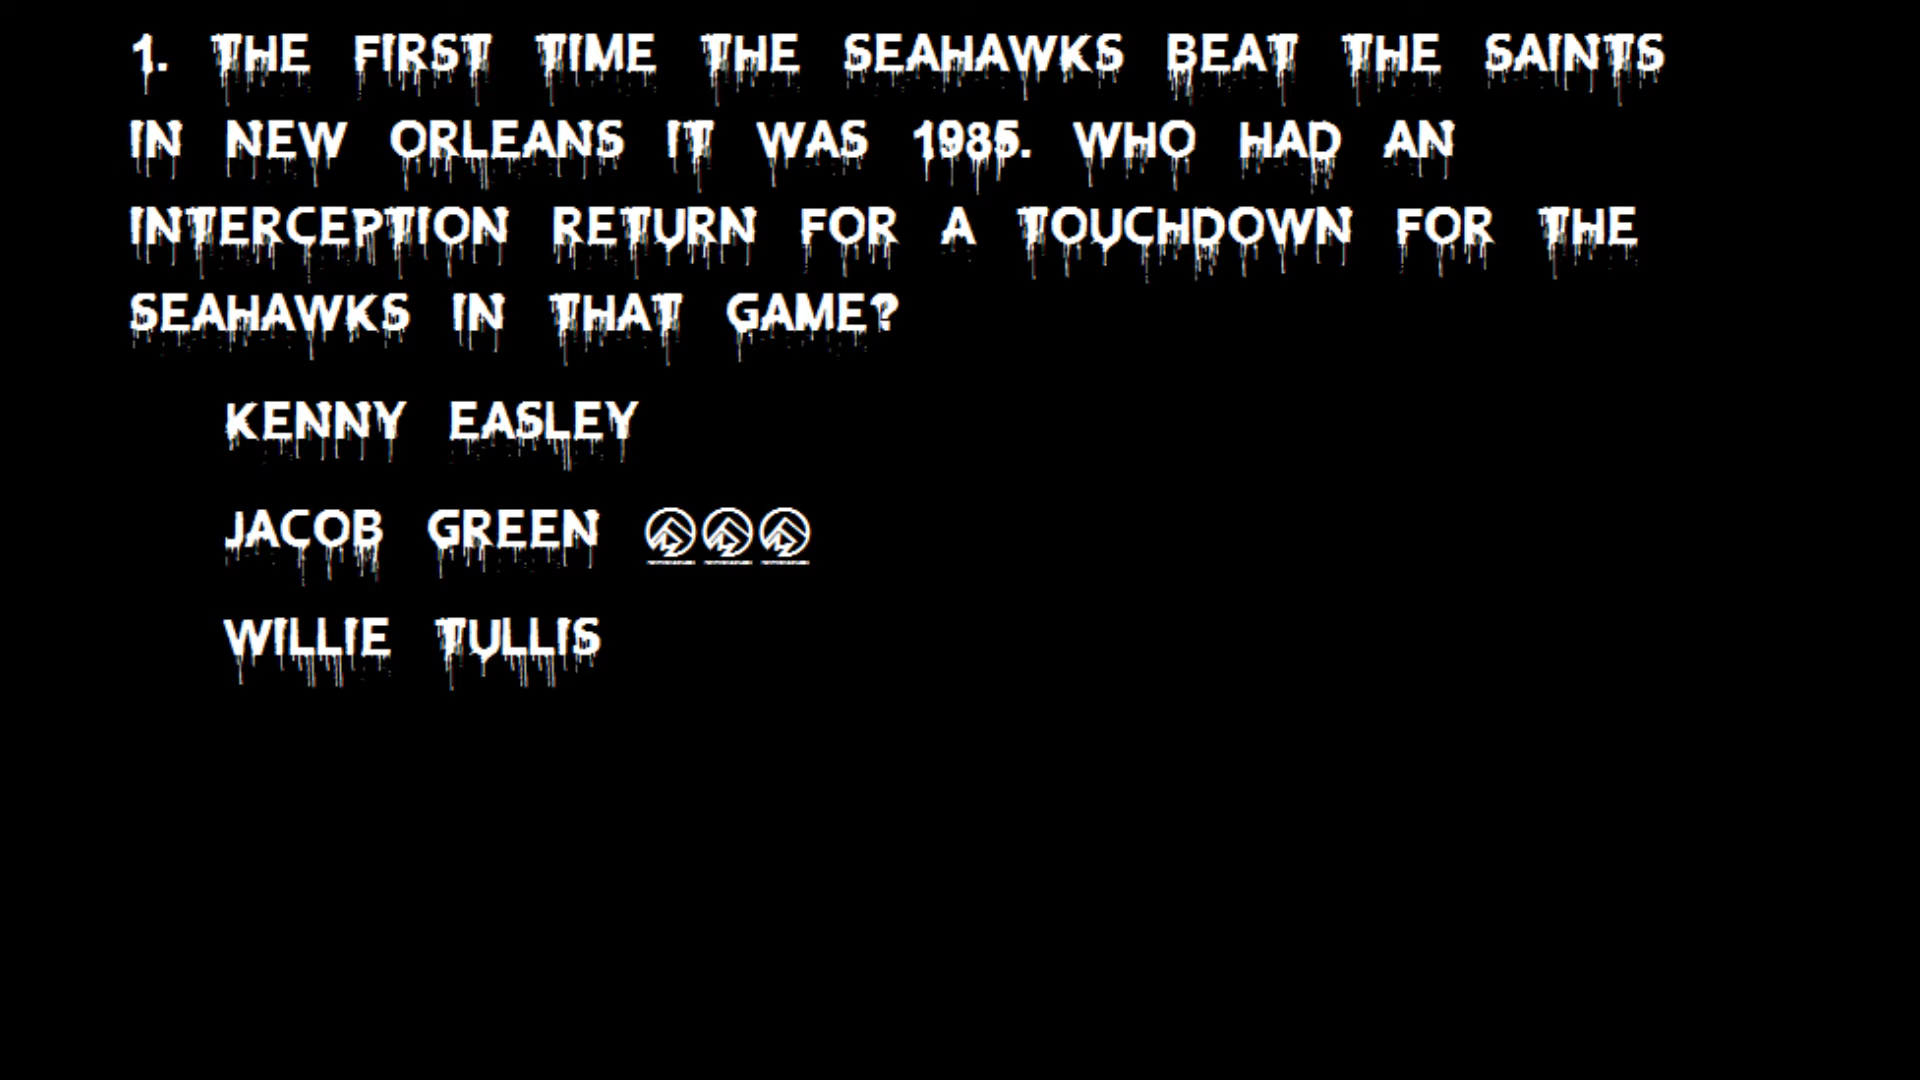 1. THE FIRST TIME THE SEAHAWKS BEAT THE SAINTS
IN NEW ORLEANS IT WAS 1985. WHO HAD AN
INTERCEPTION RETURN FOR A TOUCHDOWN FOR THE
SEAHAWKS IN THAT GAME?
KENNY EASLEY
JACOB GREEN
WILLIE TULLIS